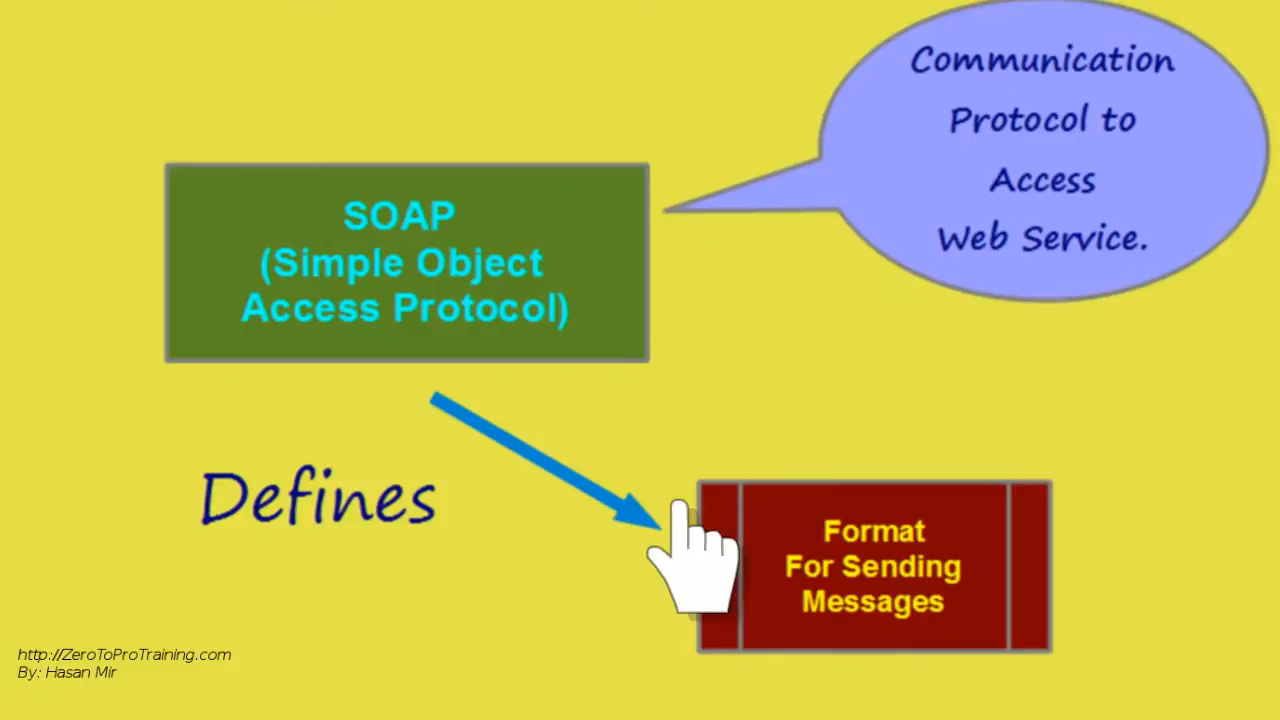 Communication
Protocol to
Access
Web Service.
SOAP
(Simple Object
Access Protocol)
Defines
Format
For Sending
Messages
http://ZeroToProTraining.com
By: Hasan Mir